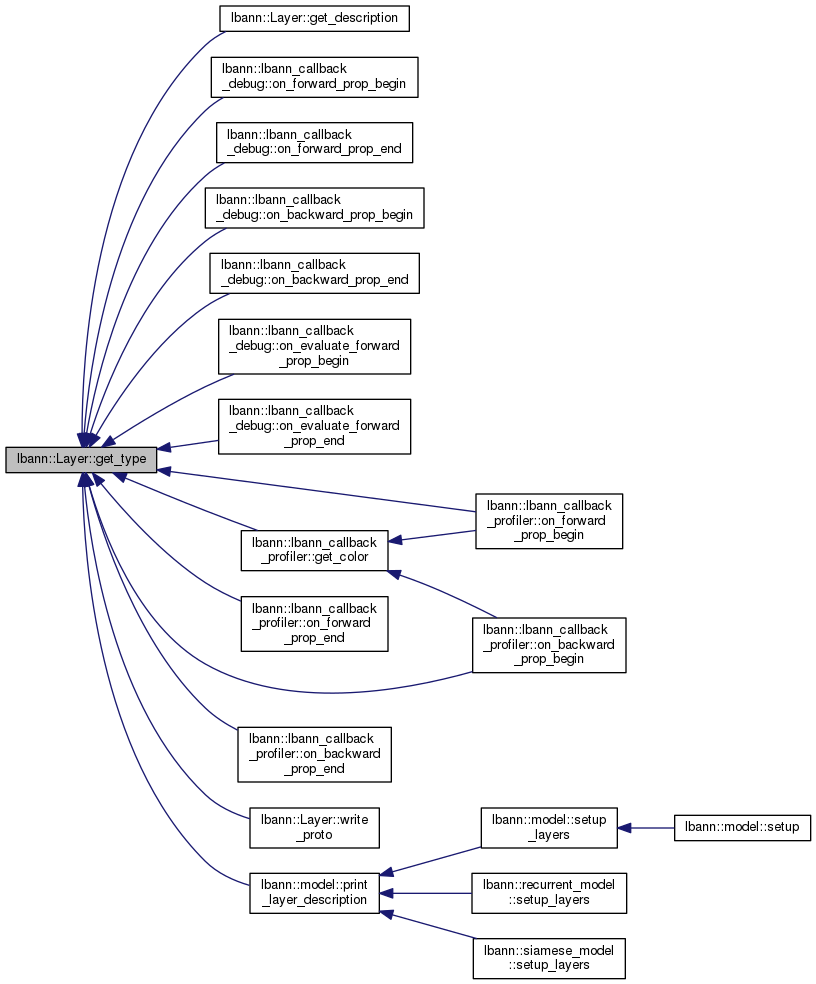 lbann::Layer::get_description
lbann::lbann_callback
_debug::on_forward_prop_begin
lbann::lbann_callback
_debug::on_forward_prop_end
lbann::lbann_callback
_debug::on_backward_prop_begin
lbann::lbann_callback
_debug::on_backward_prop_end
lbann::lbann_callback
_debug::on_evaluate_forward
_prop_begin
lbann::lbann_callback
_debug::on_evaluate_forward
_prop_end
lbann::Layer::get_type
lbann::lbann_callback
_profiler::on_forward
_prop_begin
lbann::lbann_callback
_profiler::get_color
lbann::lbann_callback
_profiler::on_forward
_prop_end
lbann::lbann_callback
_profiler::on_backward
_prop_begin
lbann::lbann_callback
_profiler::on_backward
_prop_end
lbann::Layer::write
_proto
lbann::model::setup
_layers
lbann::model::setup
lbann::model::print
_layer_description
lbann::recurrent_model
::setup_layers
lbann::siamese_model
::setup_layers